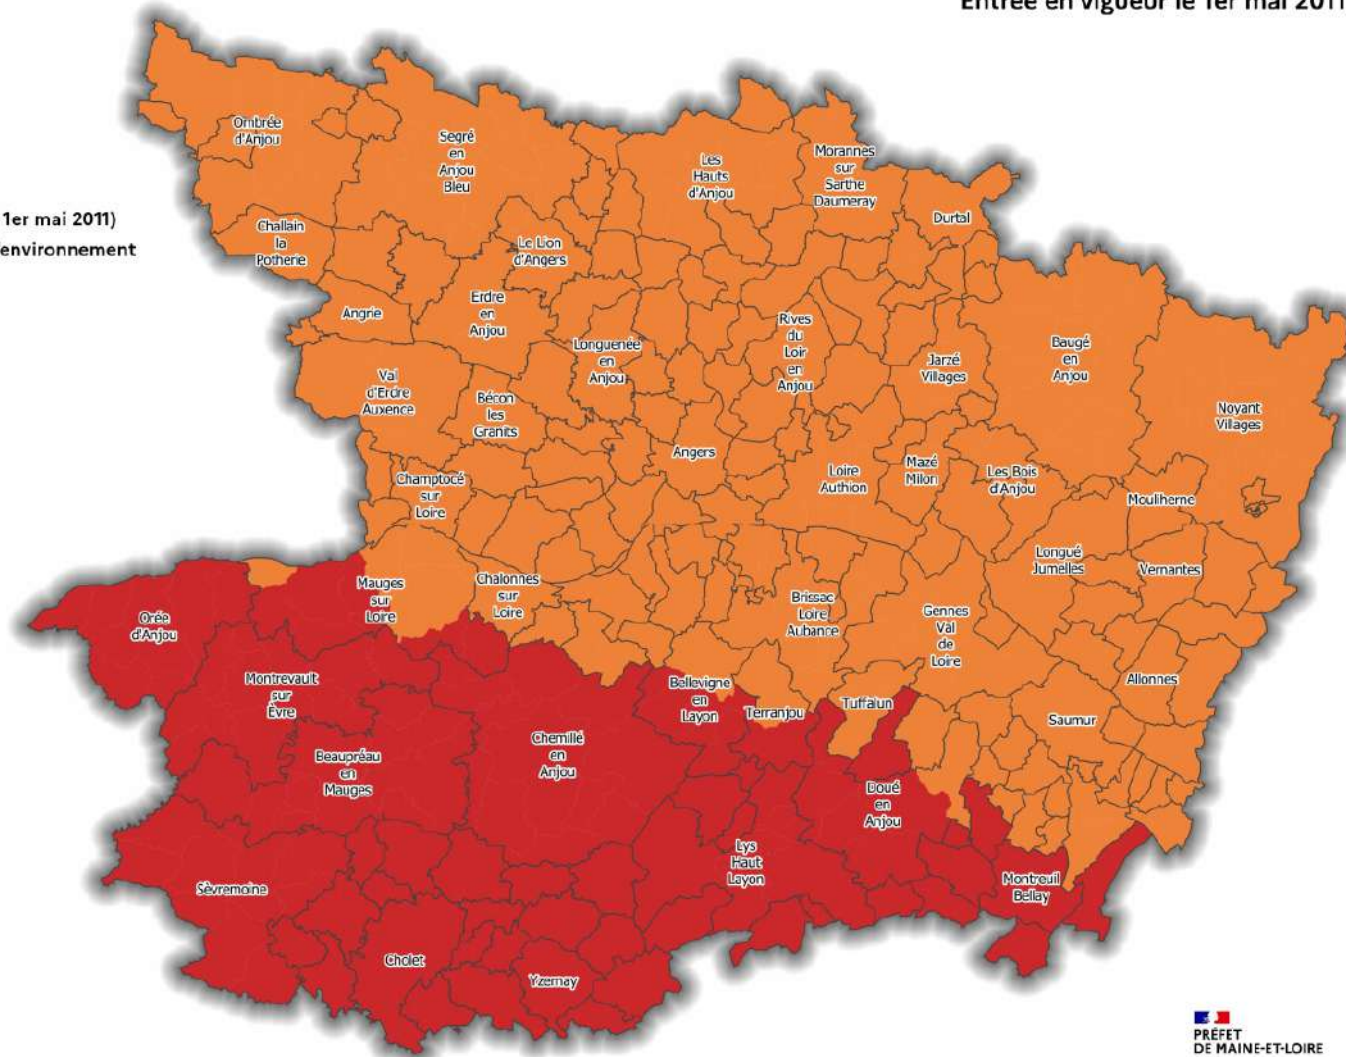 Entrée en vigueur le 1er mai 2011
1er mai 2011)
environnement
Ombrée
d'Anjou
Segré
en
Anjou
Bleu
Les
Hauts
d'Anjou
Morannes
sur
Sarthe
Daumeray
Durtal
Challain
la
Potherie
Le Lion
d'Angers
Angrie
Erdre
en
Anjou
Longuenée
en
Anjou
Rives
du
Loir
en
Anjou
Jarzé
Villages
Baugé
en
Anjou
Noyant
Villages
Val
d'Erdre
Auxence
Bécon
les
Granits
Angers
Loire
Authion
Mazé
Milon
Les Bois
d'Anjou
Mouliherne
Champtocé
sur
Loire
Longué
Jumelles
Vernantes
Mauges
sur
Loire
Chalonnes
sur
Loire
Brissac
Loire
Aubance
Gennes
Val
de
Loire
Orée
d'Anjou
Montrevault
sur
Èvre
Bellevigne
en
Layon
Terranjou
Tuffalun
Allonnes
Saumur
Beaupréau
en
Mauges
Chemillé
en
Anjou
Doué
en
Anjou
Lys
Haut
Layon
Montreuil
Bellay
Sèvremoine
Cholet
Yzernay
PRÉFET
DE MAINE-ET-LOIRE